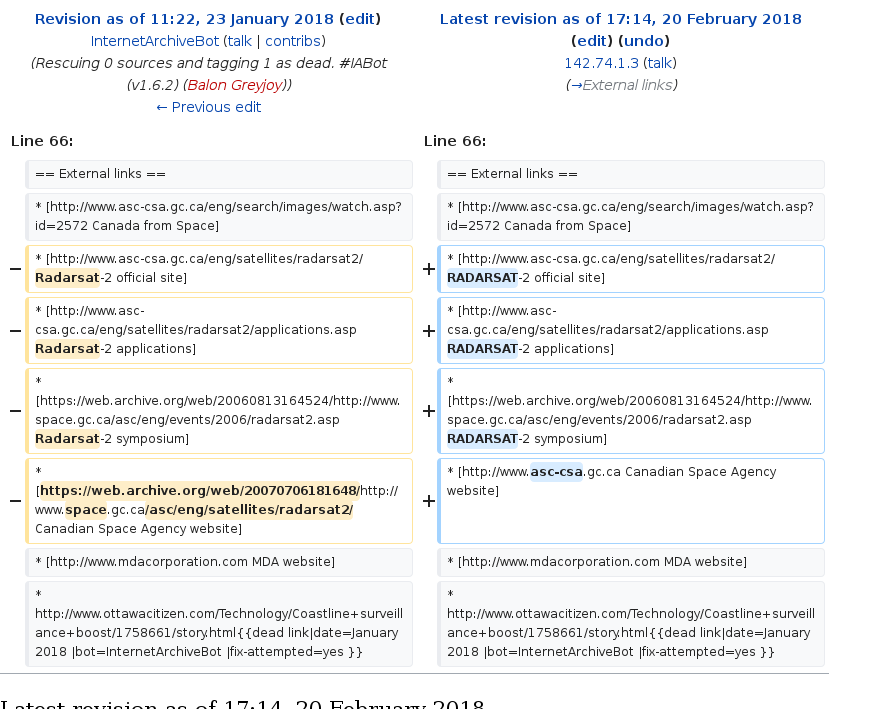 Revision as of 11:22, 23 January 2018 (edit)
InternetArchiveBot (talk | contribs)
(Rescuing 0 sources and tagging 1 as dead. #IABot
(v1.6.2) (Balon Greyjoy))
← Previous edit
Latest revision as of 17:14, 20 February 2018
(edit) (undo)
142.74.1.3 (talk)
(→External links)
Line 66:
Line 66:
== External links ==
== External links ==
* [http://www.asc-csa.gc.ca/eng/search/images/watch.asp?
id=2572 Canada from Space]
* [http://www.asc-csa.gc.ca/eng/search/images/watch.asp?
id=2572 Canada from Space]
− * [http://www.asc-csa.gc.ca/eng/satellites/radarsat2/
Radarsat-2 official site]
+ * [http://www.asc-csa.gc.ca/eng/satellites/radarsat2/
RADARSAT-2 official site]
− * [http://www.asc-
csa.gc.ca/eng/satellites/radarsat2/applications.asp
Radarsat-2 applications]
+ * [http://www.asc-
csa.gc.ca/eng/satellites/radarsat2/applications.asp
RADARSAT-2 applications]
− *
[https://web.archive.org/web/20060813164524/http://www.
space.gc.ca/asc/eng/events/2006/radarsat2.asp
Radarsat-2 symposium]
+ *
[https://web.archive.org/web/20060813164524/http://www.
space.gc.ca/asc/eng/events/2006/radarsat2.asp
RADARSAT-2 symposium]
− *
[https://web.archive.org/web/20070706181648/http://
www.space.gc.ca/asc/eng/satellites/radarsat2/
Canadian Space Agency website]
+ * [http://www.asc-csa.gc.ca Canadian Space Agency
website]
* [http://www.mdacorporation.com MDA website]
* [http://www.mdacorporation.com MDA website]
*
http://www.ottawacitizen.com/Technology/Coastline+surveill
ance+boost/1758661/story.html{{dead link|date=January
2018 |bot=InternetArchiveBot |fix-attempted=yes }}
*
http://www.ottawacitizen.com/Technology/Coastline+surveill
ance+boost/1758661/story.html{{dead link|date=January
2018 |bot=InternetArchiveBot |fix-attempted=yes }}
Latest revision as of 17:14, 20 February 2018